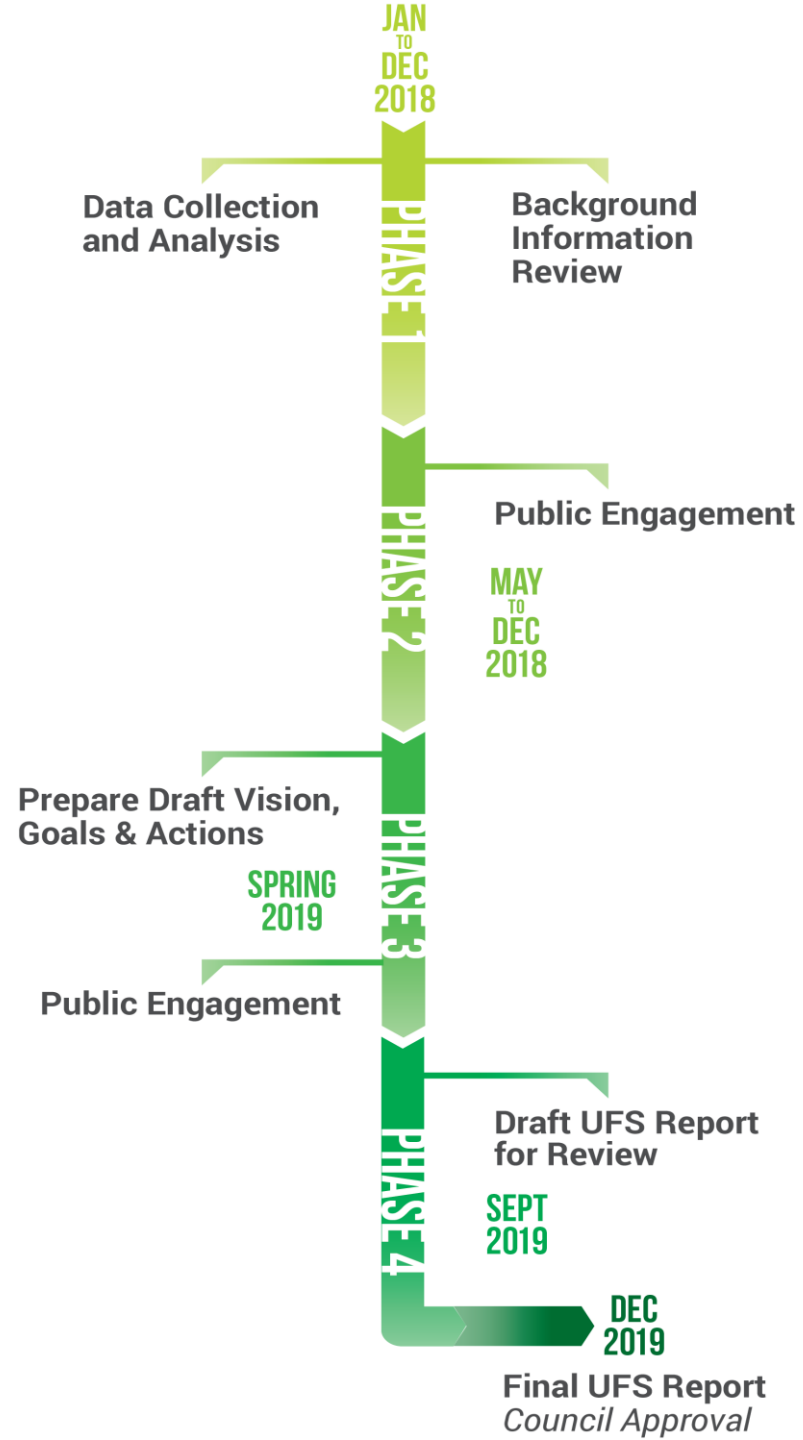 JAN
TO
DEC
2018
PHASE 1
Data Collection
and Analysis
Background
Information
Review
PHASE 2
Public Engagement
MAY
TO
DEC
2018
PHASE 3
Prepare Draft Vision,
Goals & Actions
SPRING
2019
Public Engagement
PHASE 4
Draft UFS Report
for Review
SEPT
2019
DEC
2019
Final UFS Report
Council Approval